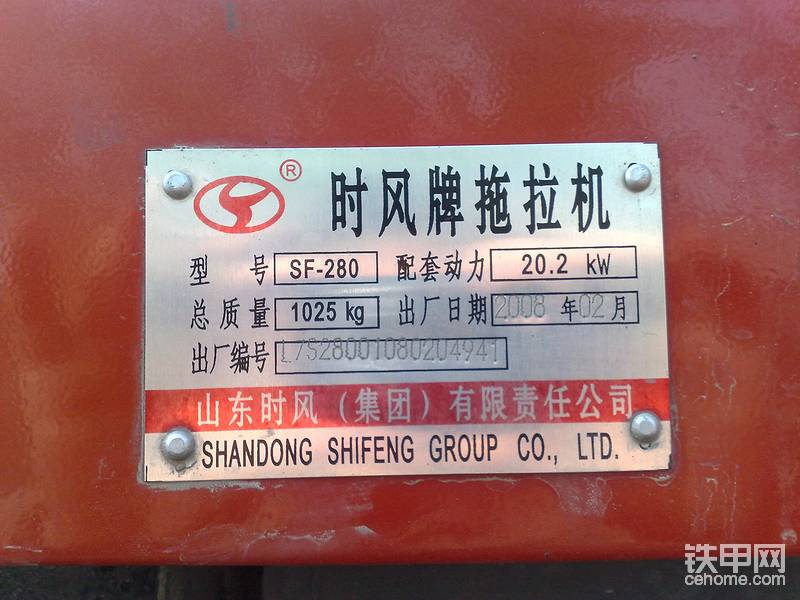 ®
时风牌拖拉机
型 号 SF-280 配套动力 20.2 kW
总质量 1025 kg 出厂日期 2008 年 02 月
出厂编号 L7S28001080204941
山东时风（集团）有限责任公司
SHANDONG SHIFENG GROUP CO., LTD.
铁甲网
cehome.com